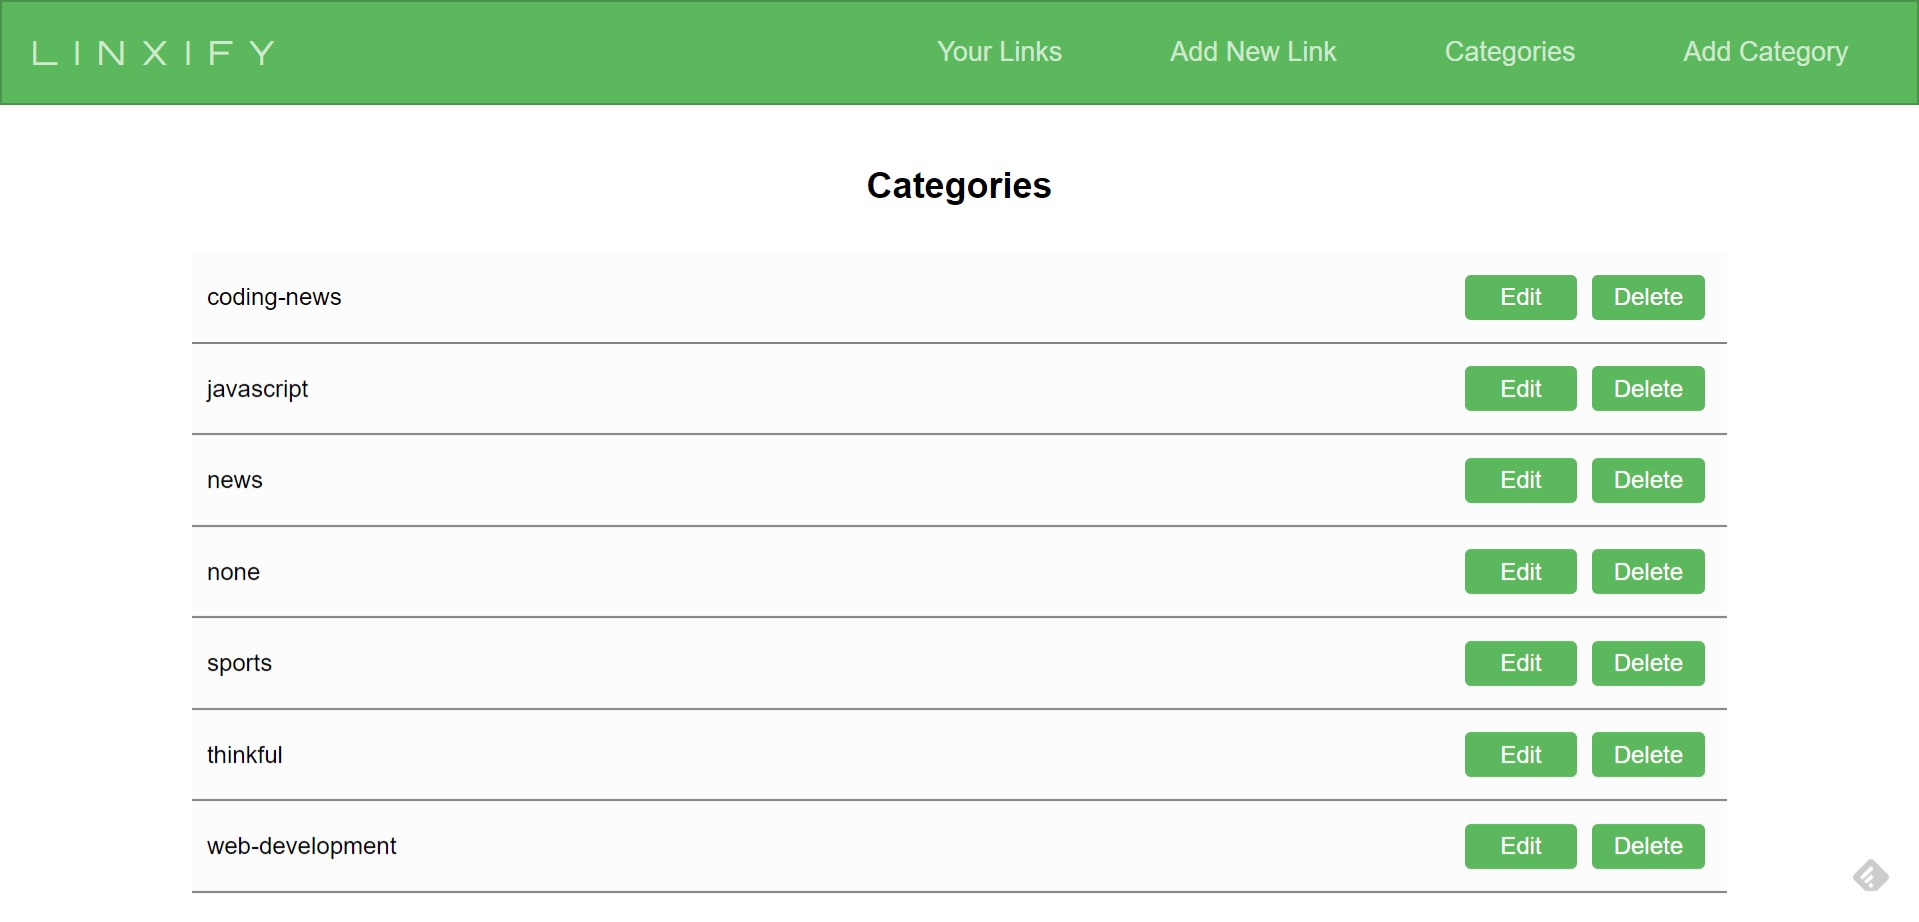 LINXIFY Your Links Add New Link Categories Add Category
Categories
coding-news Edit Delete
javascript Edit Delete
news Edit Delete
none Edit Delete
sports Edit Delete
thinkful Edit Delete
web-development Edit Delete